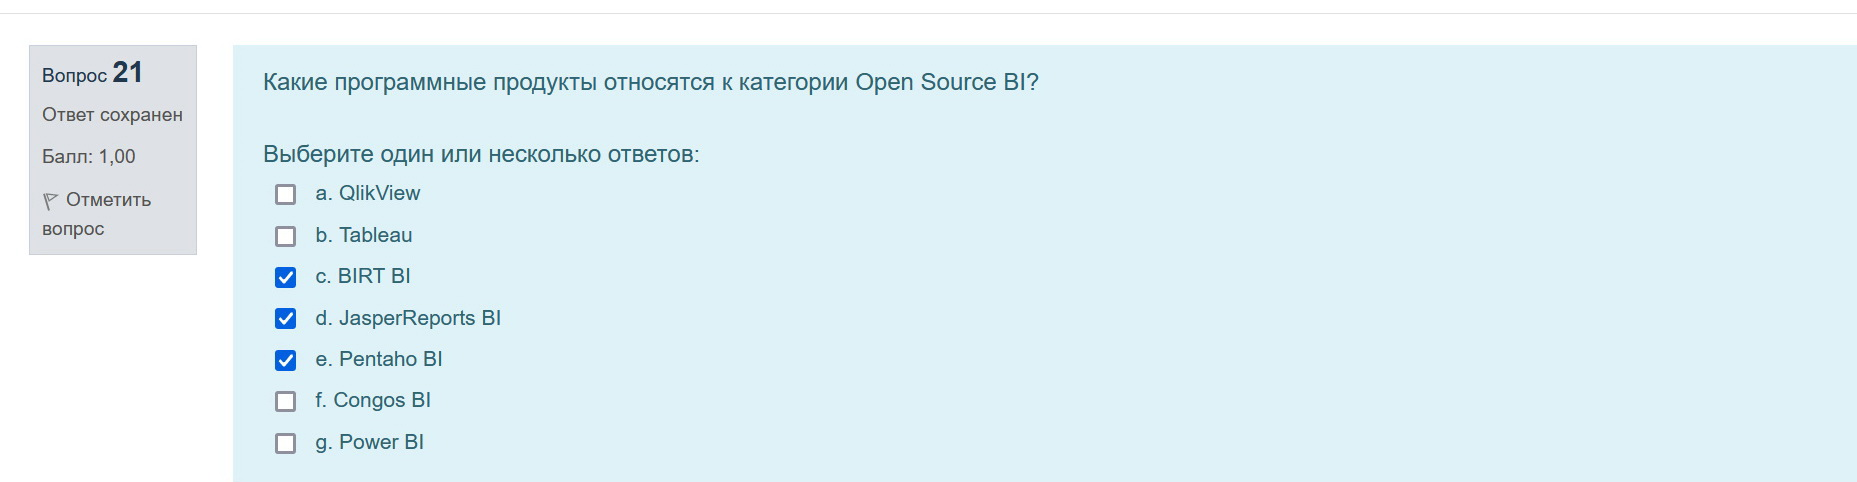 Вопрос 21
Ответ сохранен
Балл: 1,00
Отметить
вопрос
Какие программные продукты относятся к категории Open Source BI?
Выберите один или несколько ответов:
a. QlikView
b. Tableau
c. BIRT BI
d. JasperReports BI
e. Pentaho BI
f. Congos BI
g. Power BI